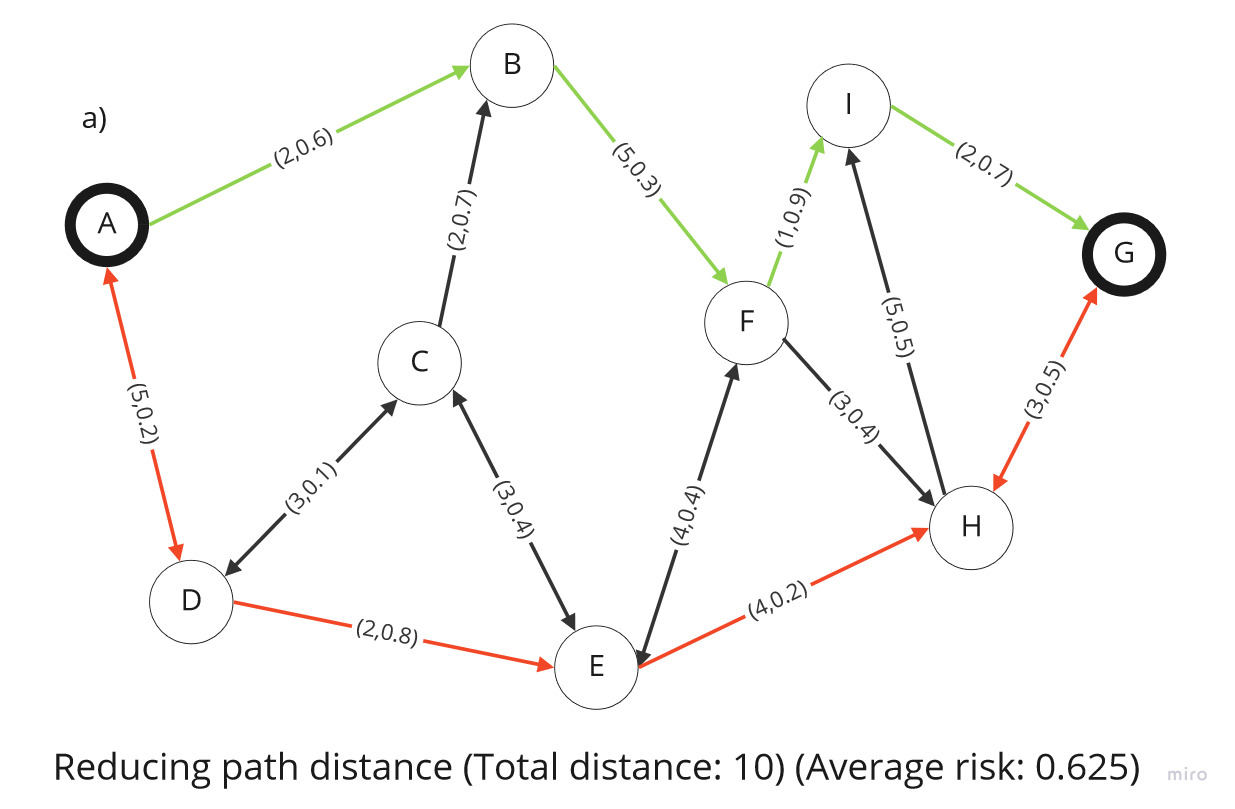 B
I
a)
(2,0.6)
(5,0.3)
(2,0.7)
A
(2,0.7)
(1,0.9)
G
F
(5,0.5)
C
(5,0.2)
(3,0.4)
(3,0.5)
(3,0.1)
(3,0.4)
(4,0.4)
H
D
(4,0.2)
(2,0.8)
E
Reducing path distance (Total distance: 10) (Average risk: 0.625)
miro